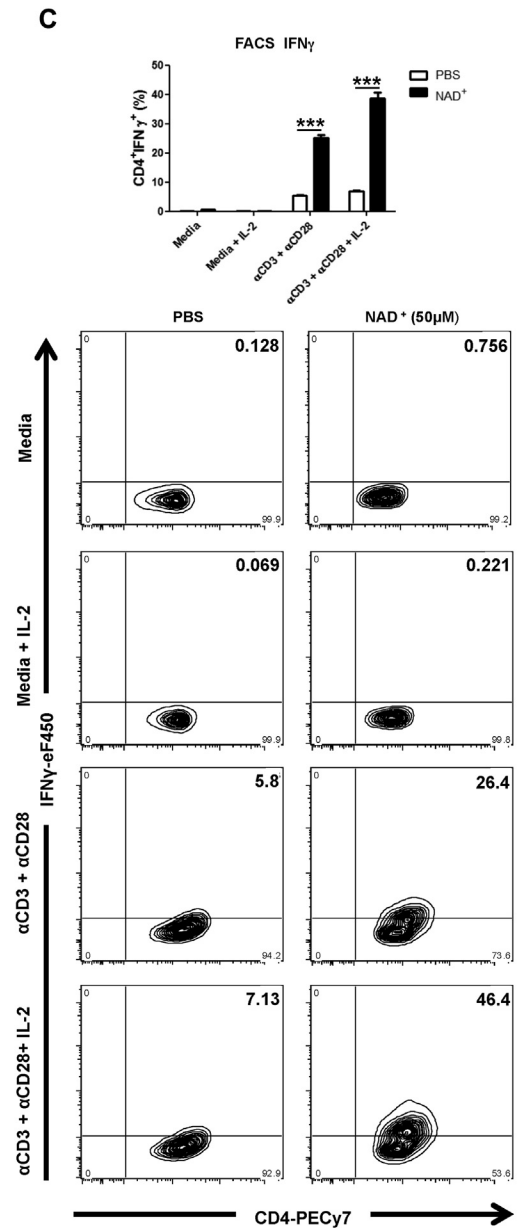 C
FACS IFNγ
PBS
NAD⁺
CD4⁺IFN γ⁺ (%)
50
40
30
20
10
0
***
***
Media
Media + IL-2
αCD3 + αCD28
αCD3 + αCD28 + IL-2
PBS
NAD⁺ (50μM)
Media
0
0.128
0
99.9
0
0.756
0
99.2
Media + IL-2
0
0.069
0
99.9
0
0.221
0
99.8
IFNγ-eF450
αCD3 + αCD28
0
5.8
0
94.2
0
26.4
0
73.6
αCD3 + αCD28+ IL-2
0
7.13
0
92.9
0
46.4
0
53.6
CD4-PECy7